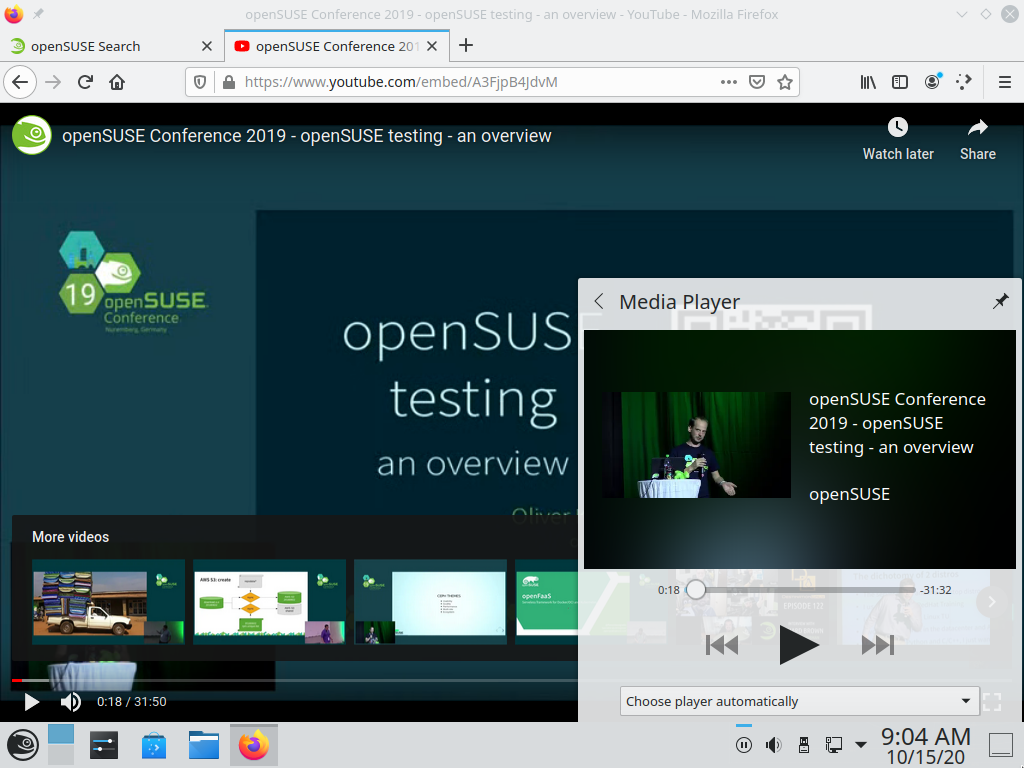 openSUSE Conference 2019 - openSUSE testing - an overview - YouTube - Mozilla Firefox
openSUSE Search
openSUSE Conference 201
https://www.youtube.com/embed/A3FjpB4JdvM
openSUSE Conference 2019 - openSUSE testing - an overview
Watch later
Share
19
openSUSE
Conference
Nuremberg, Germany
openSUS
testing
an overview
Oliver
Media Player
openSUSE Conference
2019 - openSUSE
testing - an overview
openSUSE
0:18
-31:32
Choose player automatically
More videos
AWS S3: create
CEPH THEMES
openFaaS
EPISODE 122
0:18 / 31:50
9:04 AM
10/15/20